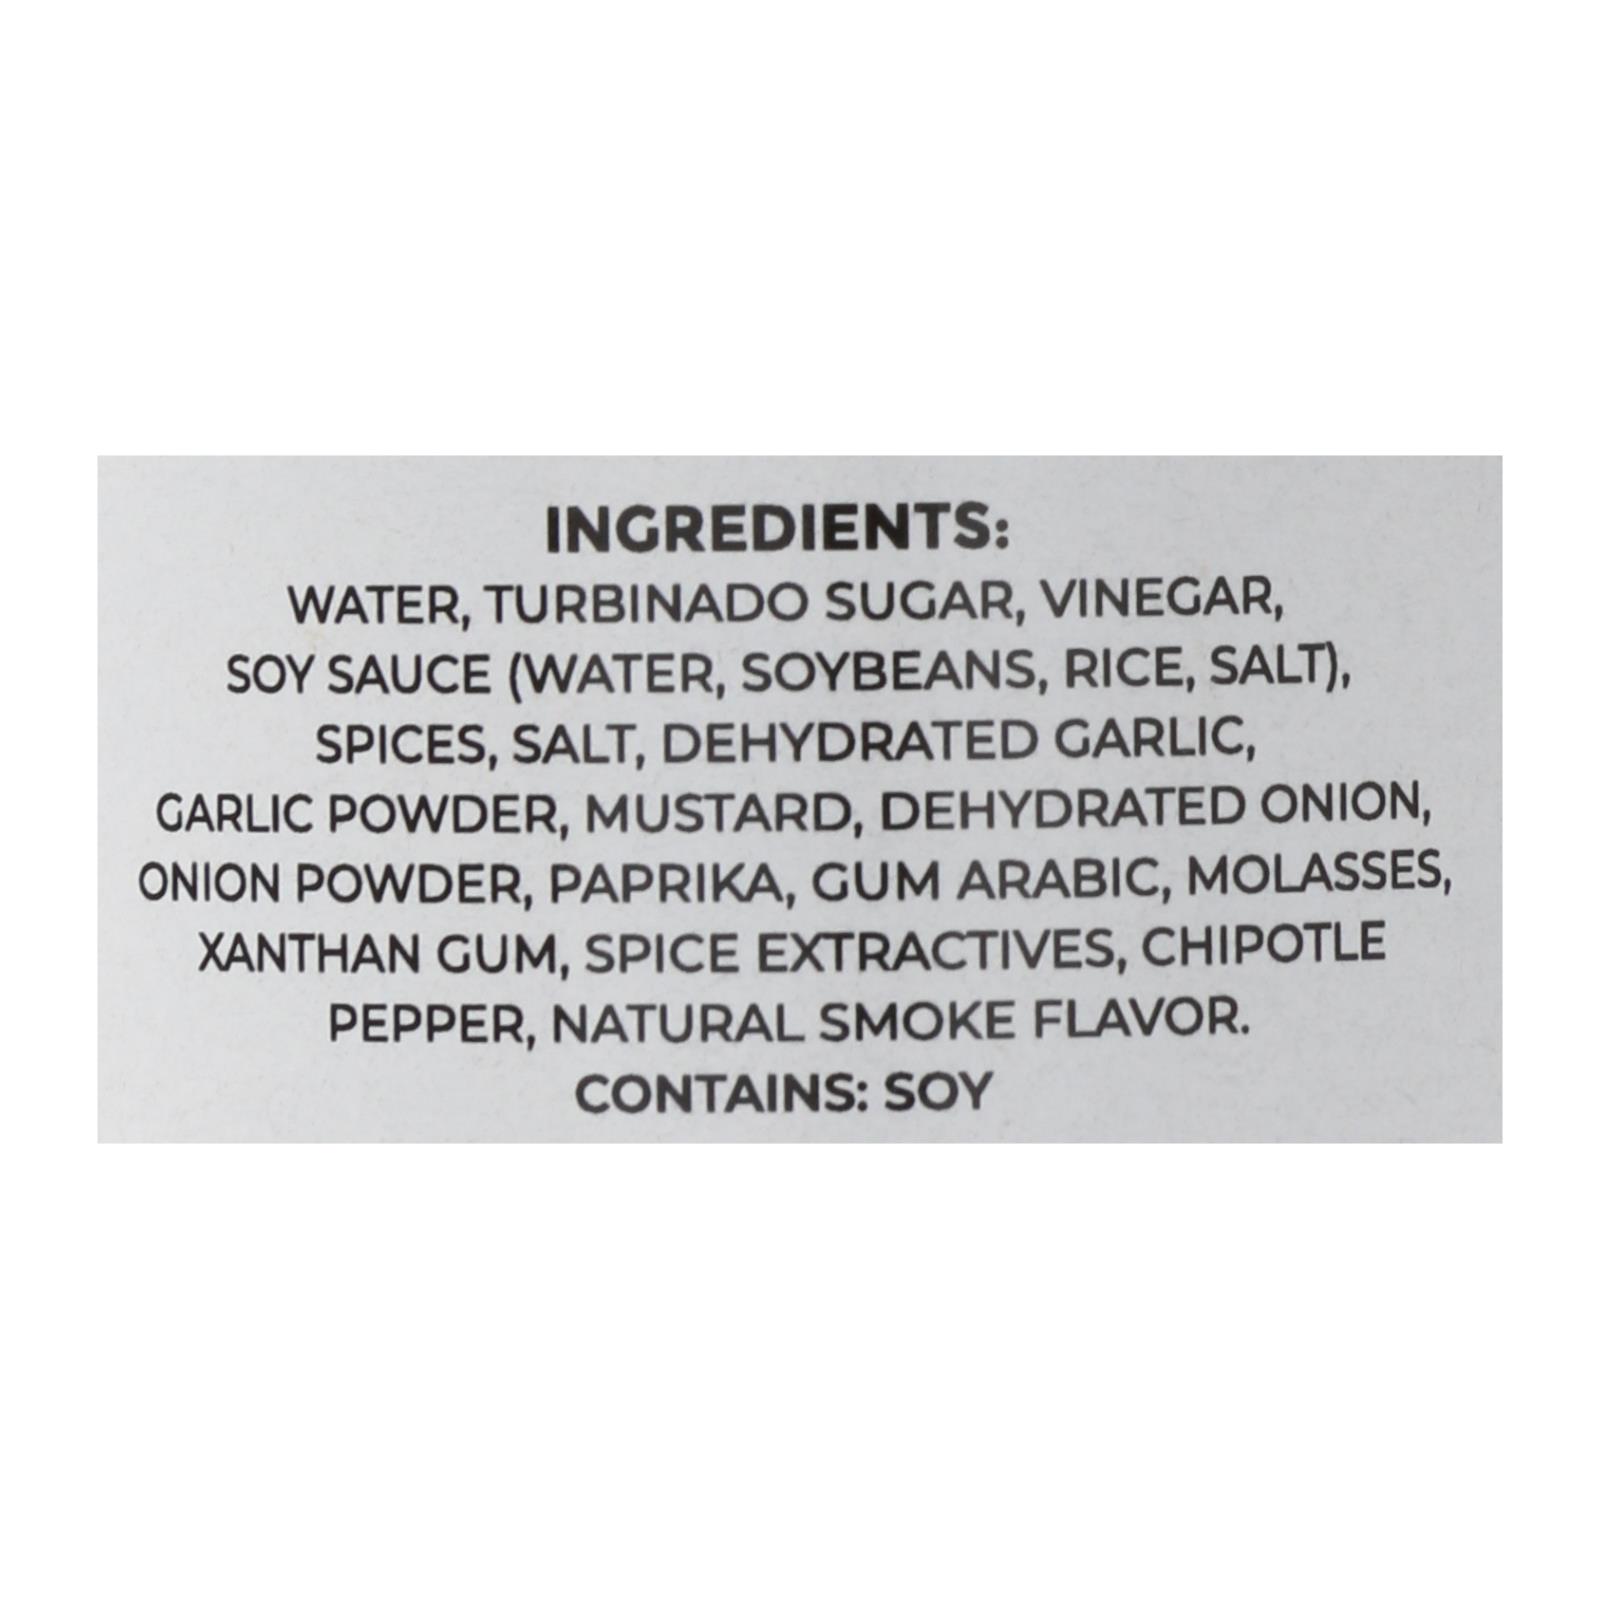 INGREDIENTS:
WATER, TURBINADO SUGAR, VINEGAR,
SOY SAUCE (WATER, SOYBEANS, RICE, SALT),
SPICES, SALT, DEHYDRATED GARLIC,
GARLIC POWDER, MUSTARD, DEHYDRATED ONION,
ONION POWDER, PAPRIKA, GUM ARABIC, MOLASSES,
XANTHAN GUM, SPICE EXTRACTIVES, CHIPOTLE
PEPPER, NATURAL SMOKE FLAVOR.
CONTAINS: SOY